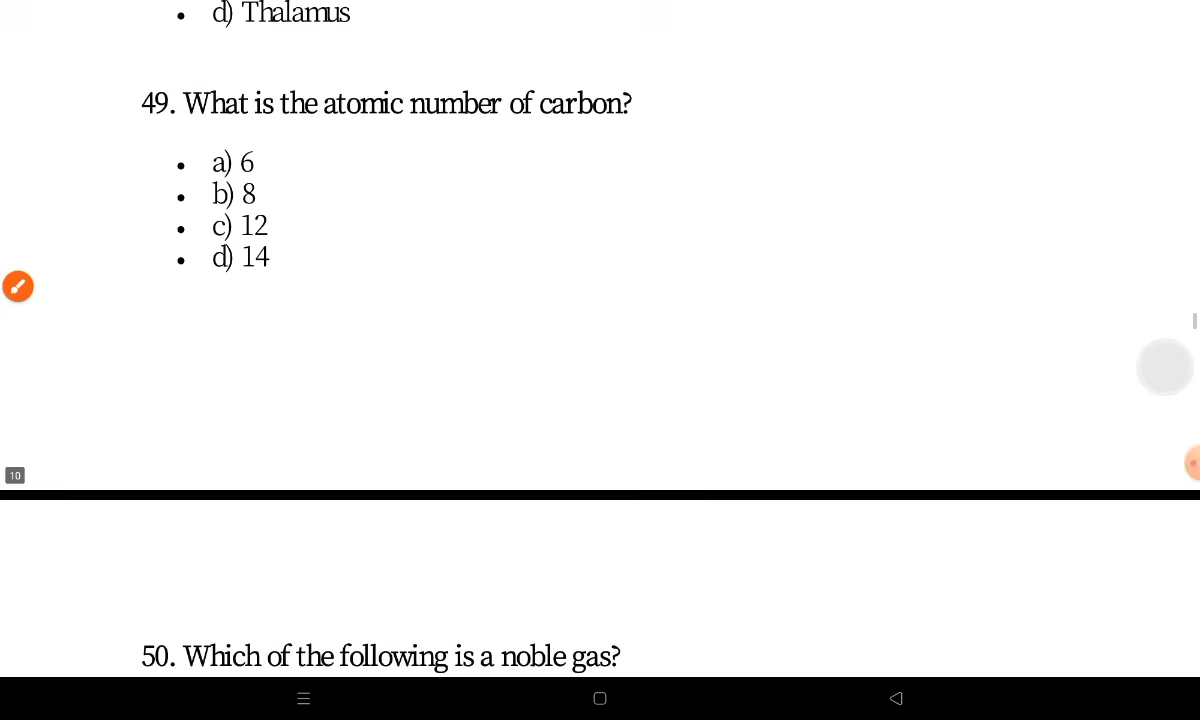 d) Thalamus
49. What is the atomic number of carbon?
a) 6
b) 8
c) 12
d) 14
10
50. Which of the following is a noble gas?